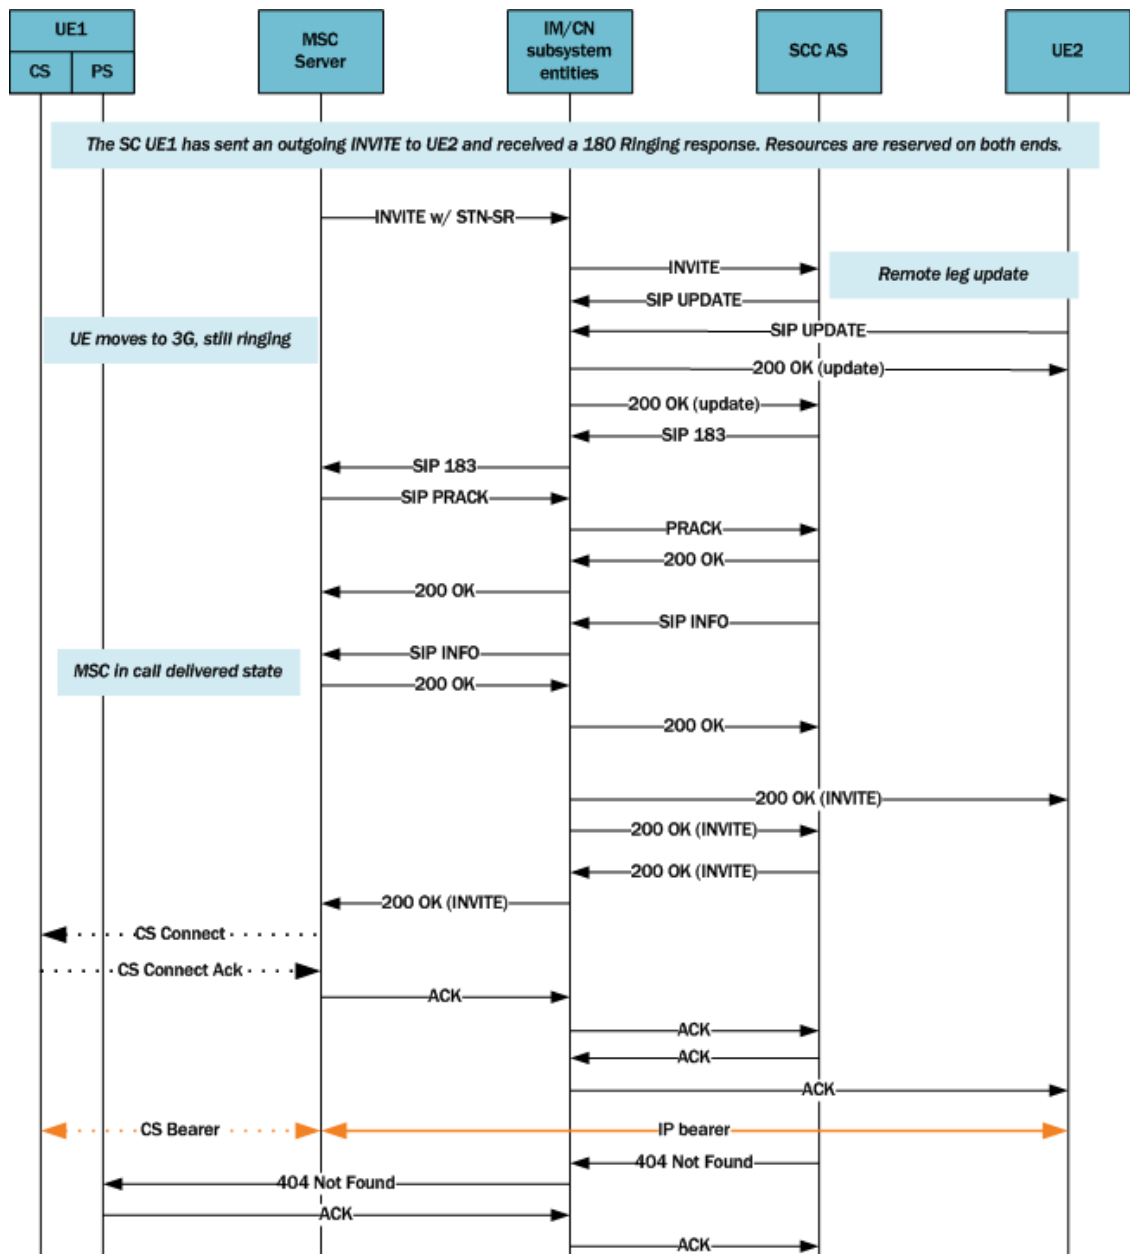 UE1
CS
PS
MSC
Server
IM/CN
subsystem
entities
SCC AS
UE2
The SC UE1 has sent an outgoing INVITE to UE2 and received a 180 Ringing response. Resources are reserved on both ends.
INVITE w/ STN-SR
INVITE
Remote leg update
SIP UPDATE
UE moves to 3G, still ringing
SIP UPDATE
200 OK (update)
200 OK (update)
SIP 183
SIP 183
SIP PRACK
PRACK
200 OK
200 OK
SIP INFO
SIP INFO
MSC in call delivered state
200 OK
200 OK
200 OK (INVITE)
200 OK (INVITE)
200 OK (INVITE)
200 OK (INVITE)
CS Connect
CS Connect Ack
ACK
ACK
ACK
ACK
CS Bearer
IP bearer
404 Not Found
404 Not Found
ACK
ACK